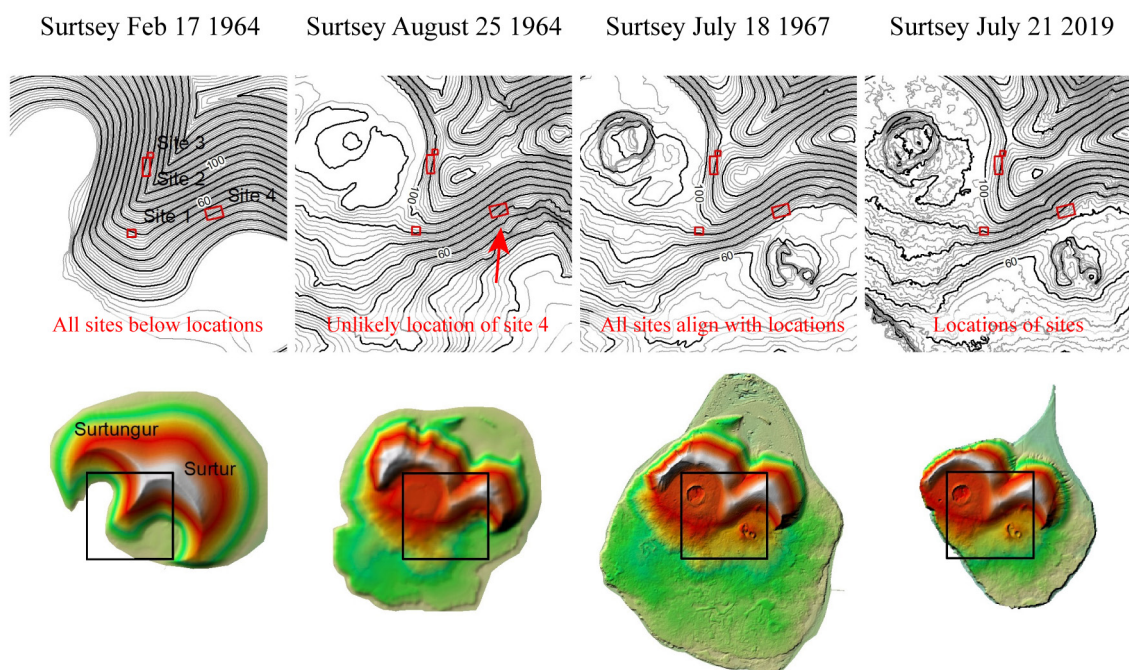 Surtsey Feb 17 1964
Surtsey August 25 1964
Surtsey July 18 1967
Surtsey July 21 2019
Site 3
100
Site 2
60
Site 4
Site 1
All sites below locations
100
60
Unlikely location of site 4
100
60
All sites align with locations
100
60
Locations of sites
Surtungur
Surtur